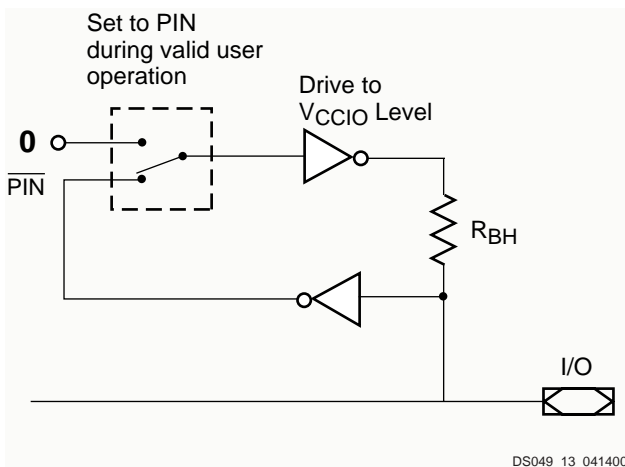 Set to PIN
during valid user
operation
Drive to
VCCIO Level
0
PIN
RBH
I/O
DS049_13_041400